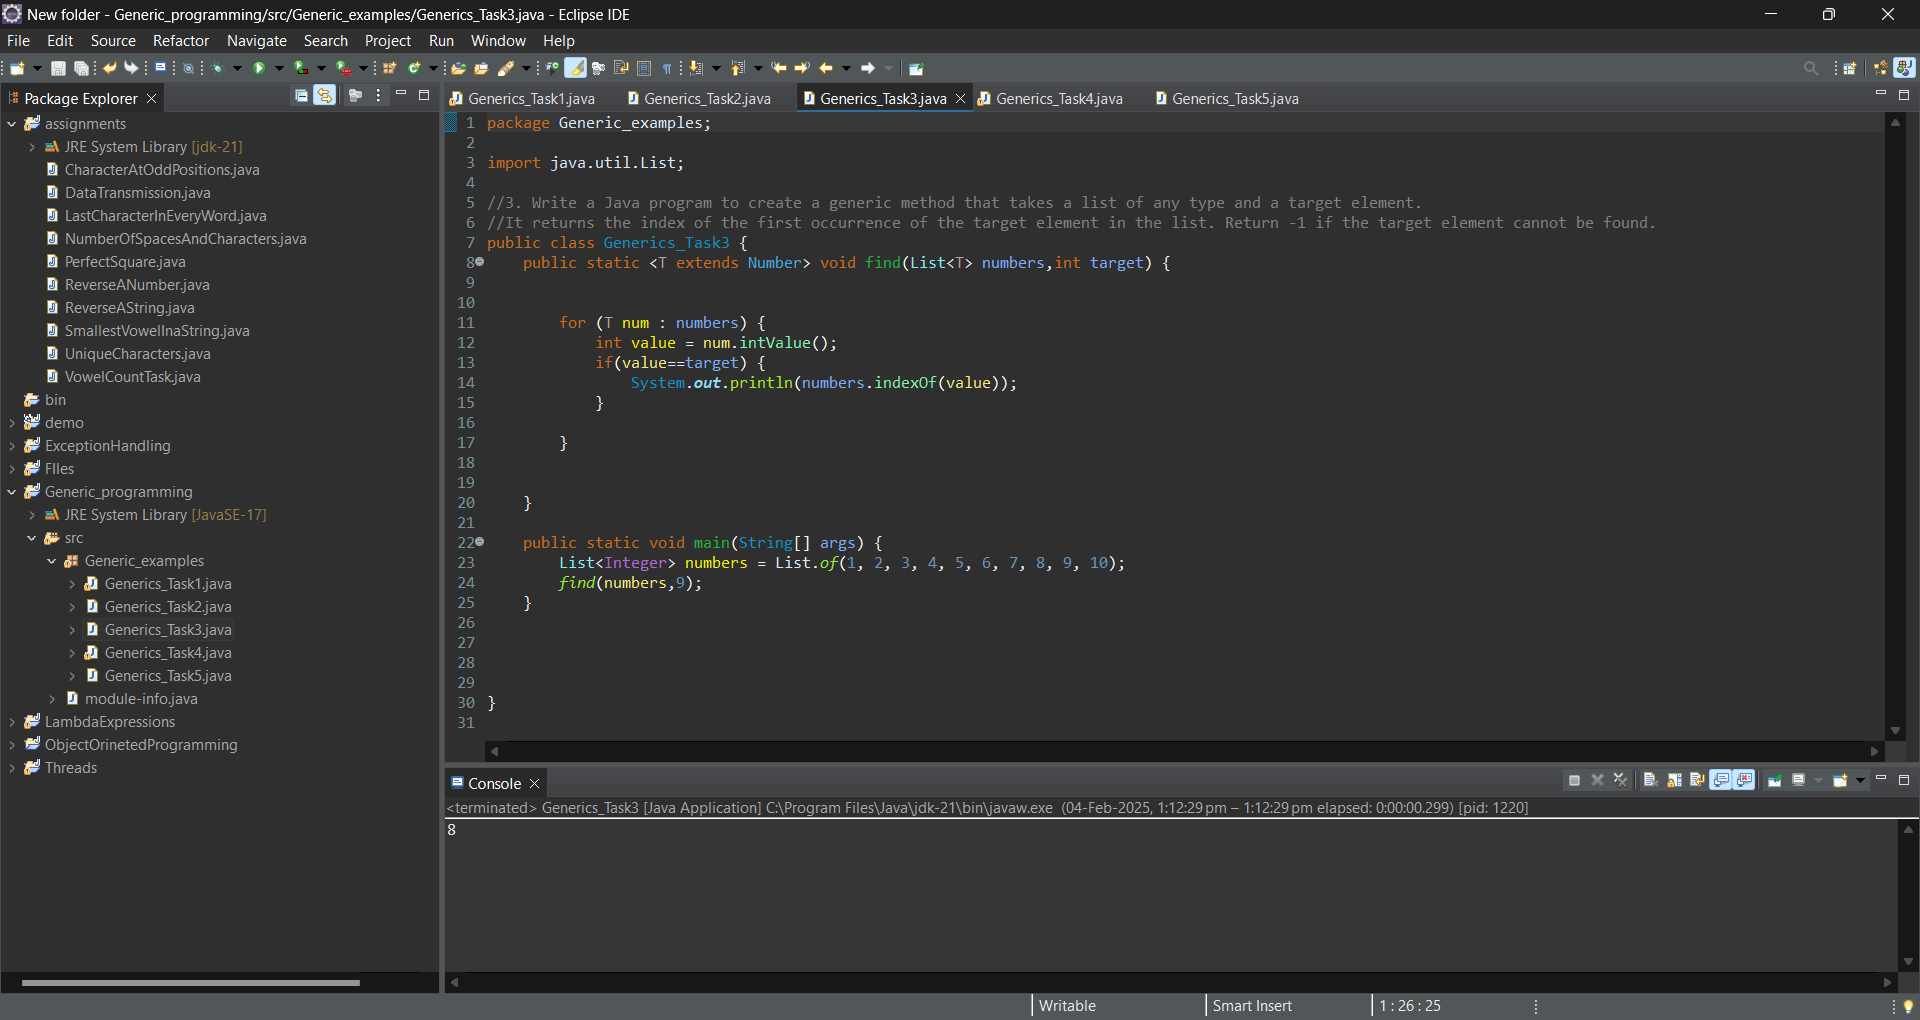 New folder - Generic_programming/src/Generic_examples/Generics_Task3.java - Eclipse IDE
File Edit Source Refactor Navigate Search Project Run Window Help
Package Explorer
assignments
JRE System Library [jdk-21]
CharacterAtOddPositions.java
DataTransmission.java
LastCharacterInEveryWord.java
NumberOfSpacesAndCharacters.java
PerfectSquare.java
ReverseANumber.java
ReverseAString.java
SmallestVowelInaString.java
UniqueCharacters.java
VowelCountTask.java
bin
demo
ExceptionHandling
FIles
Generic_programming
JRE System Library [JavaSE-17]
src
Generic_examples
Generics_Task1.java
Generics_Task2.java
Generics_Task3.java
Generics_Task4.java
Generics_Task5.java
module-info.java
LambdaExpressions
ObjectOrinetedProgramming
Threads
Generics_Task1.java Generics_Task2.java Generics_Task3.java Generics_Task4.java Generics_Task5.java
1 package Generic_examples;
2
3 import java.util.List;
4
5 //3. Write a Java program to create a generic method that takes a list of any type and a target element.
6 //It returns the index of the first occurrence of the target element in the list. Return -1 if the target element cannot be found.
7 public class Generics_Task3 {
8 public static <T extends Number> void find(List<T> numbers,int target) {
9
10
11 for (T num : numbers) {
12 int value = num.intValue();
13 if(value==target) {
14 System.out.println(numbers.indexOf(value));
15 }
16
17 }
18
19
20 }
21
22 public static void main(String[] args) {
23 List<Integer> numbers = List.of(1, 2, 3, 4, 5, 6, 7, 8, 9, 10);
24 find(numbers,9);
25 }
26
27
28
29
30 }
31
Console
<terminated> Generics_Task3 [Java Application] C:\Program Files\Java\jdk-21\bin\javaw.exe (04-Feb-2025, 1:12:29 pm – 1:12:29 pm elapsed: 0:00:00.299) [pid: 1220]
8
Writable Smart Insert 1 : 26 : 25